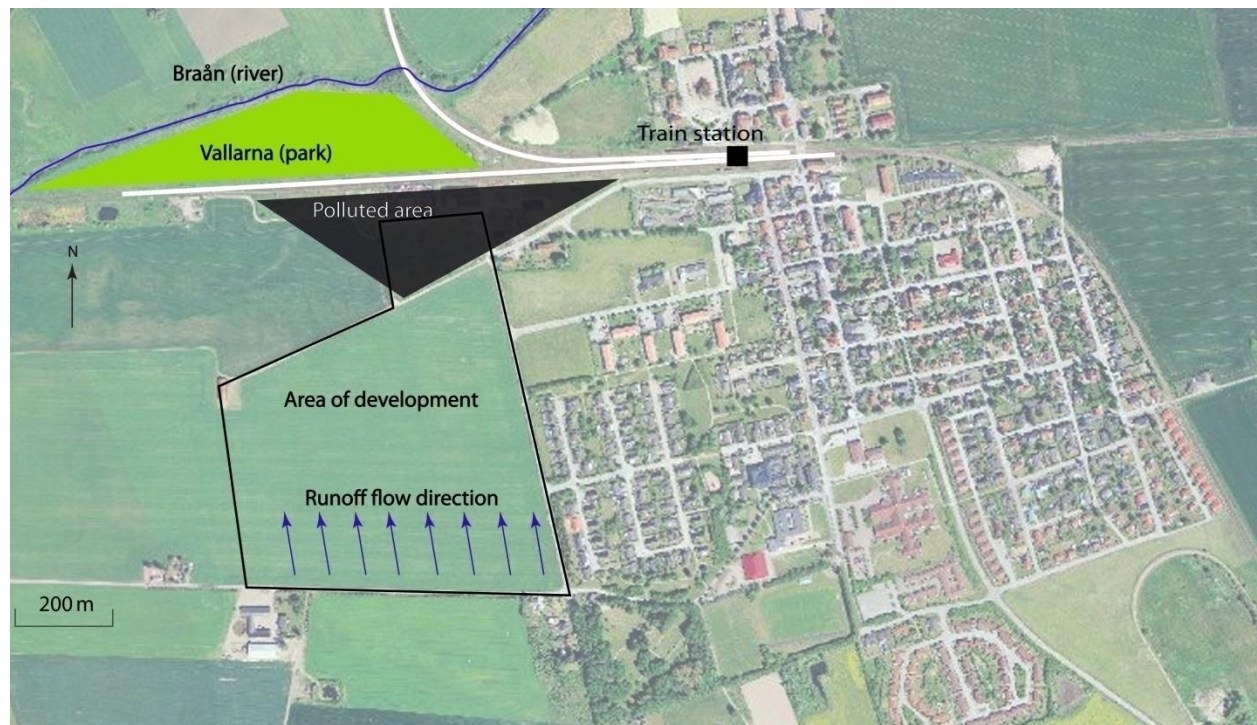 Braån (river)
Train station
Vallarna (park)
Polluted area
N
Area of development
Runoff flow direction
200 m